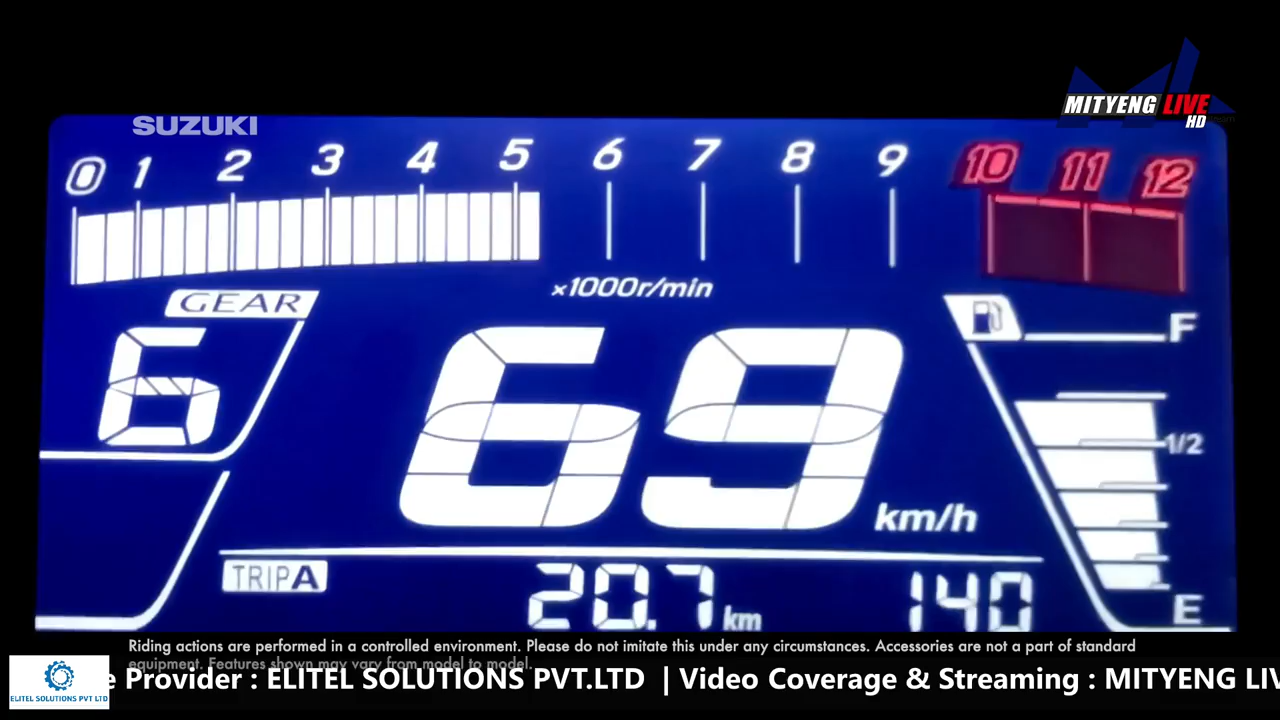 SUZUKI
MITYENG LIVE
HD
0 1 2 3 4 5 6 7 8 9 10 11 12
×1000r/min
GEAR
6
69
km/h
F
1/2
E
TRIP A
20.7 km
140
Riding actions are performed in a controlled environment. Please do not imitate this under any circumstances. Accessories are not a part of standard
equipment. Features shown may vary from model to model.
e Provider : ELITEL SOLUTIONS PVT.LTD | Video Coverage & Streaming : MITYENG LIV
ELITEL SOLUTIONS PVT LTD